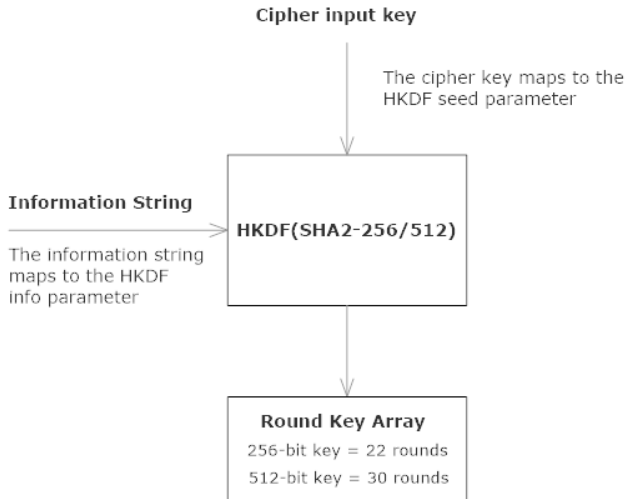 Cipher input key
The cipher key maps to the
HKDF seed parameter
Information String
HKDF(SHA2-256/512)
The information string
maps to the HKDF
info parameter
Round Key Array
256-bit key = 22 rounds
512-bit key = 30 rounds